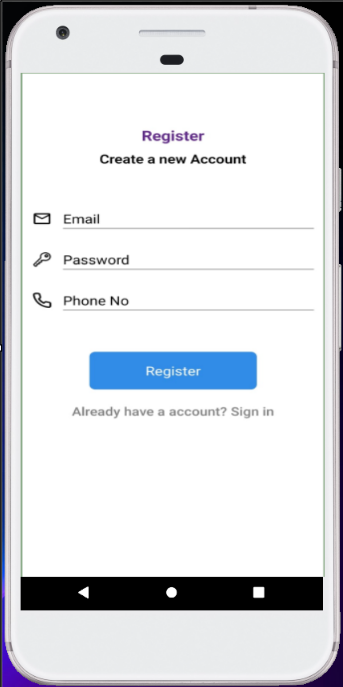 Register
Create a new Account
Email
Password
Phone No
Register
Already have a account? Sign in